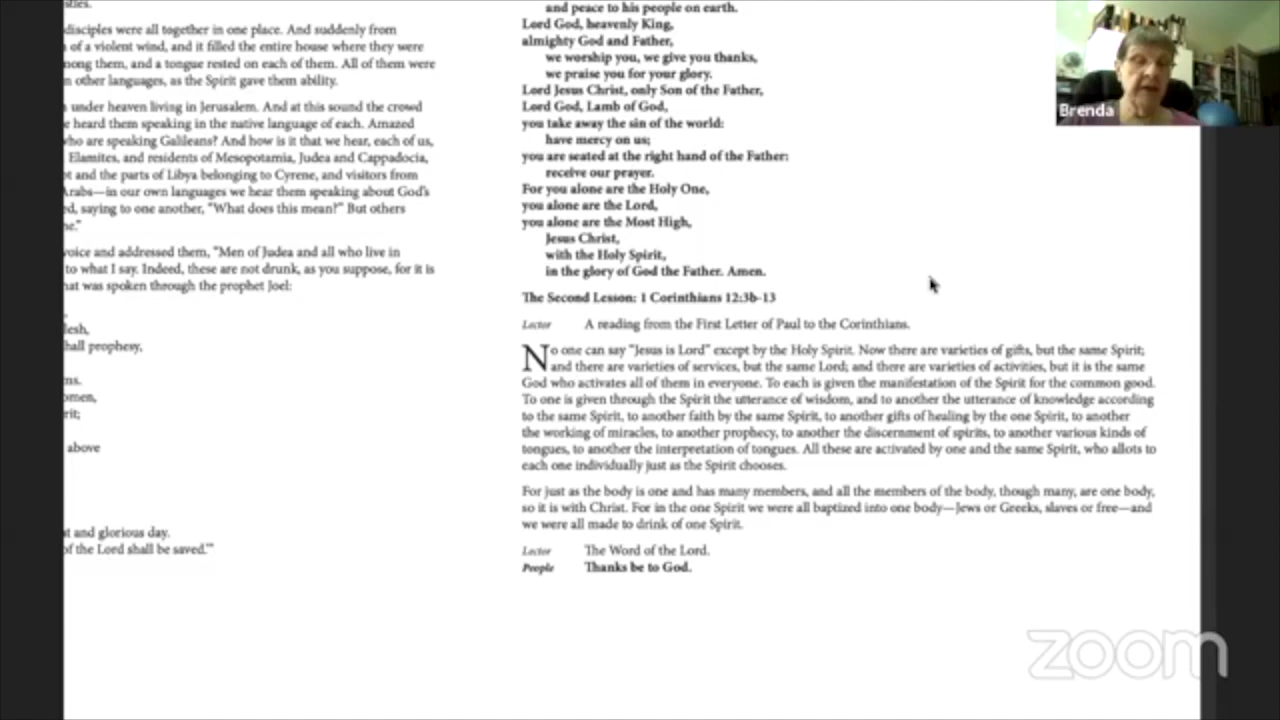 disciples were all together in one place. And suddenly from
of a violent wind, and it filled the entire house where they were
among them, and a tongue rested on each of them. All of them were
other languages, as the Spirit gave them ability.
under heaven living in Jerusalem. And at this sound the crowd
heard them speaking in the native language of each. Amazed
who are speaking Galileans? And how is it that we hear, each of us,
Elamites, and residents of Mesopotamia, Judea and Cappadocia,
and the parts of Libya belonging to Cyrene, and visitors from
Arabs—in our own languages we hear them speaking about God's
saying to one another, "What does this mean?" But others
voice and addressed them, "Men of Judea and all who live in
to what I say. Indeed, these are not drunk, as you suppose, for it is
what was spoken through the prophet Joel:
shall prophesy,
above
and glorious day.
of the Lord shall be saved.'"
and peace to his people on earth.
Lord God, heavenly King,
almighty God and Father,
we worship you, we give you thanks,
we praise you for your glory.
Lord Jesus Christ, only Son of the Father,
Lord God, Lamb of God,
you take away the sin of the world:
have mercy on us;
you are seated at the right hand of the Father:
receive our prayer.
For you alone are the Holy One,
you alone are the Lord,
you alone are the Most High,
Jesus Christ,
with the Holy Spirit,
in the glory of God the Father. Amen.
The Second Lesson: 1 Corinthians 12:3b-13
Lector A reading from the First Letter of Paul to the Corinthians.
No one can say "Jesus is Lord" except by the Holy Spirit. Now there are varieties of gifts, but the same Spirit;
and there are varieties of services, but the same Lord; and there are varieties of activities, but it is the same
God who activates all of them in everyone. To each is given the manifestation of the Spirit for the common good.
To one is given through the Spirit the utterance of wisdom, and to another the utterance of knowledge according
to the same Spirit, to another faith by the same Spirit, to another gifts of healing by the one Spirit, to another
the working of miracles, to another prophecy, to another the discernment of spirits, to another various kinds of
tongues, to another the interpretation of tongues. All these are activated by one and the same Spirit, who allots to
each one individually just as the Spirit chooses.
For just as the body is one and has many members, and all the members of the body, though many, are one body,
so it is with Christ. For in the one Spirit we were all baptized into one body—Jews or Greeks, slaves or free—and
we were all made to drink of one Spirit.
Lector The Word of the Lord.
People Thanks be to God.
Brenda
zoom